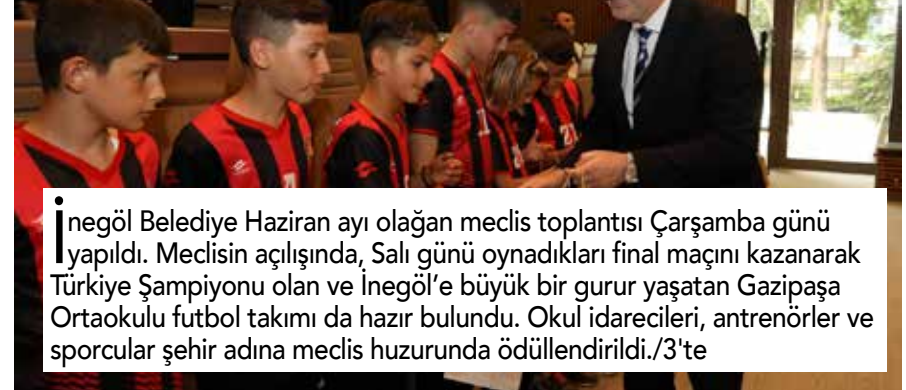 İnegöl Belediye Haziran ayı olağan meclis toplantısı Çarşamba günü
yapıldı. Meclisin açılışında, Salı günü oynadıkları final maçını kazanarak
Türkiye Şampiyonu olan ve İnegöl’e büyük bir gurur yaşatan Gazipaşa
Ortaokulu futbol takımı da hazır bulundu. Okul idarecileri, antrenörler ve
sporcular şehir adına meclis huzurunda ödüllendirildi./3'te